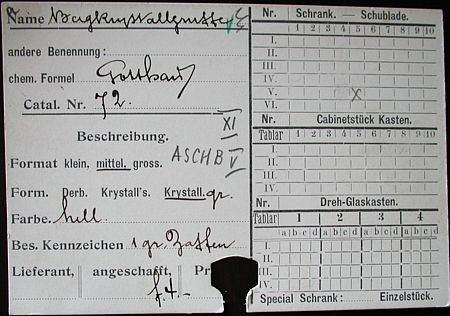 Name Bergkrystallgruppe
andere Benennung:
chem. Formel Gotthard
Catal. Nr. 72.
XI
Beschreibung.
Format klein, mittel. gross. ASCHB V
Form. Derb. Krystall's. Krystall. gr.
Farbe. hell
Bes. Kennzeichen 1 gr. Zapfen
Lieferant, angeschafft, Pr
f. 4.–
Nr. Schrank. — Schublade.
1 2 3 4 5 6 7 8 9 10
I.
II.
III.
IV.
V. X
VI.
Nr. Cabinetstück Kasten.
Tablar 1 2 3 4 5 6 7 8 9 10
I.
II.
III.
IV.
Nr. Dreh-Glaskasten.
Tablar 1 2 3 4
a b c d a b c d a b c d a b c d
I.
II.
III.
IV.
Special Schrank: Einzelstück.